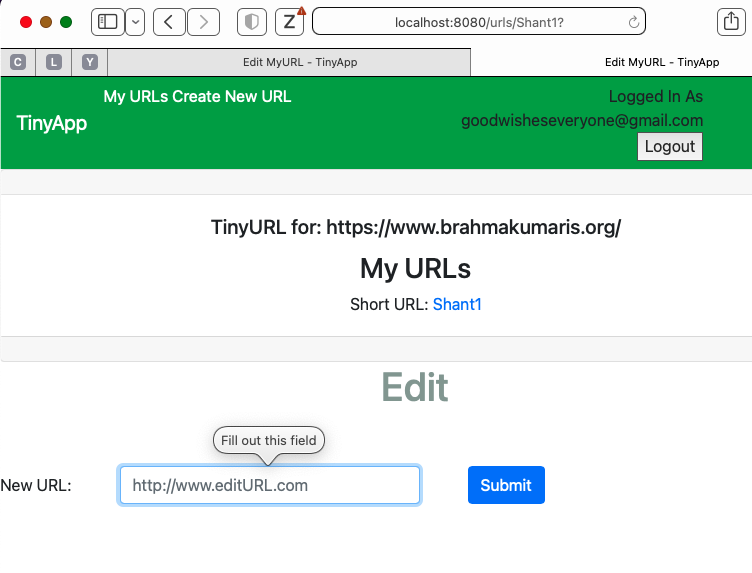 localhost:8080/urls/Shant1?
C L Y Edit MyURL - TinyApp Edit MyURL - TinyApp
My URLs Create New URL Logged In As
TinyApp goodwisheseveryone@gmail.com
Logout
TinyURL for: https://www.brahmakumaris.org/
My URLs
Short URL: Shant1
Edit
Fill out this field
New URL: http://www.editURL.com Submit